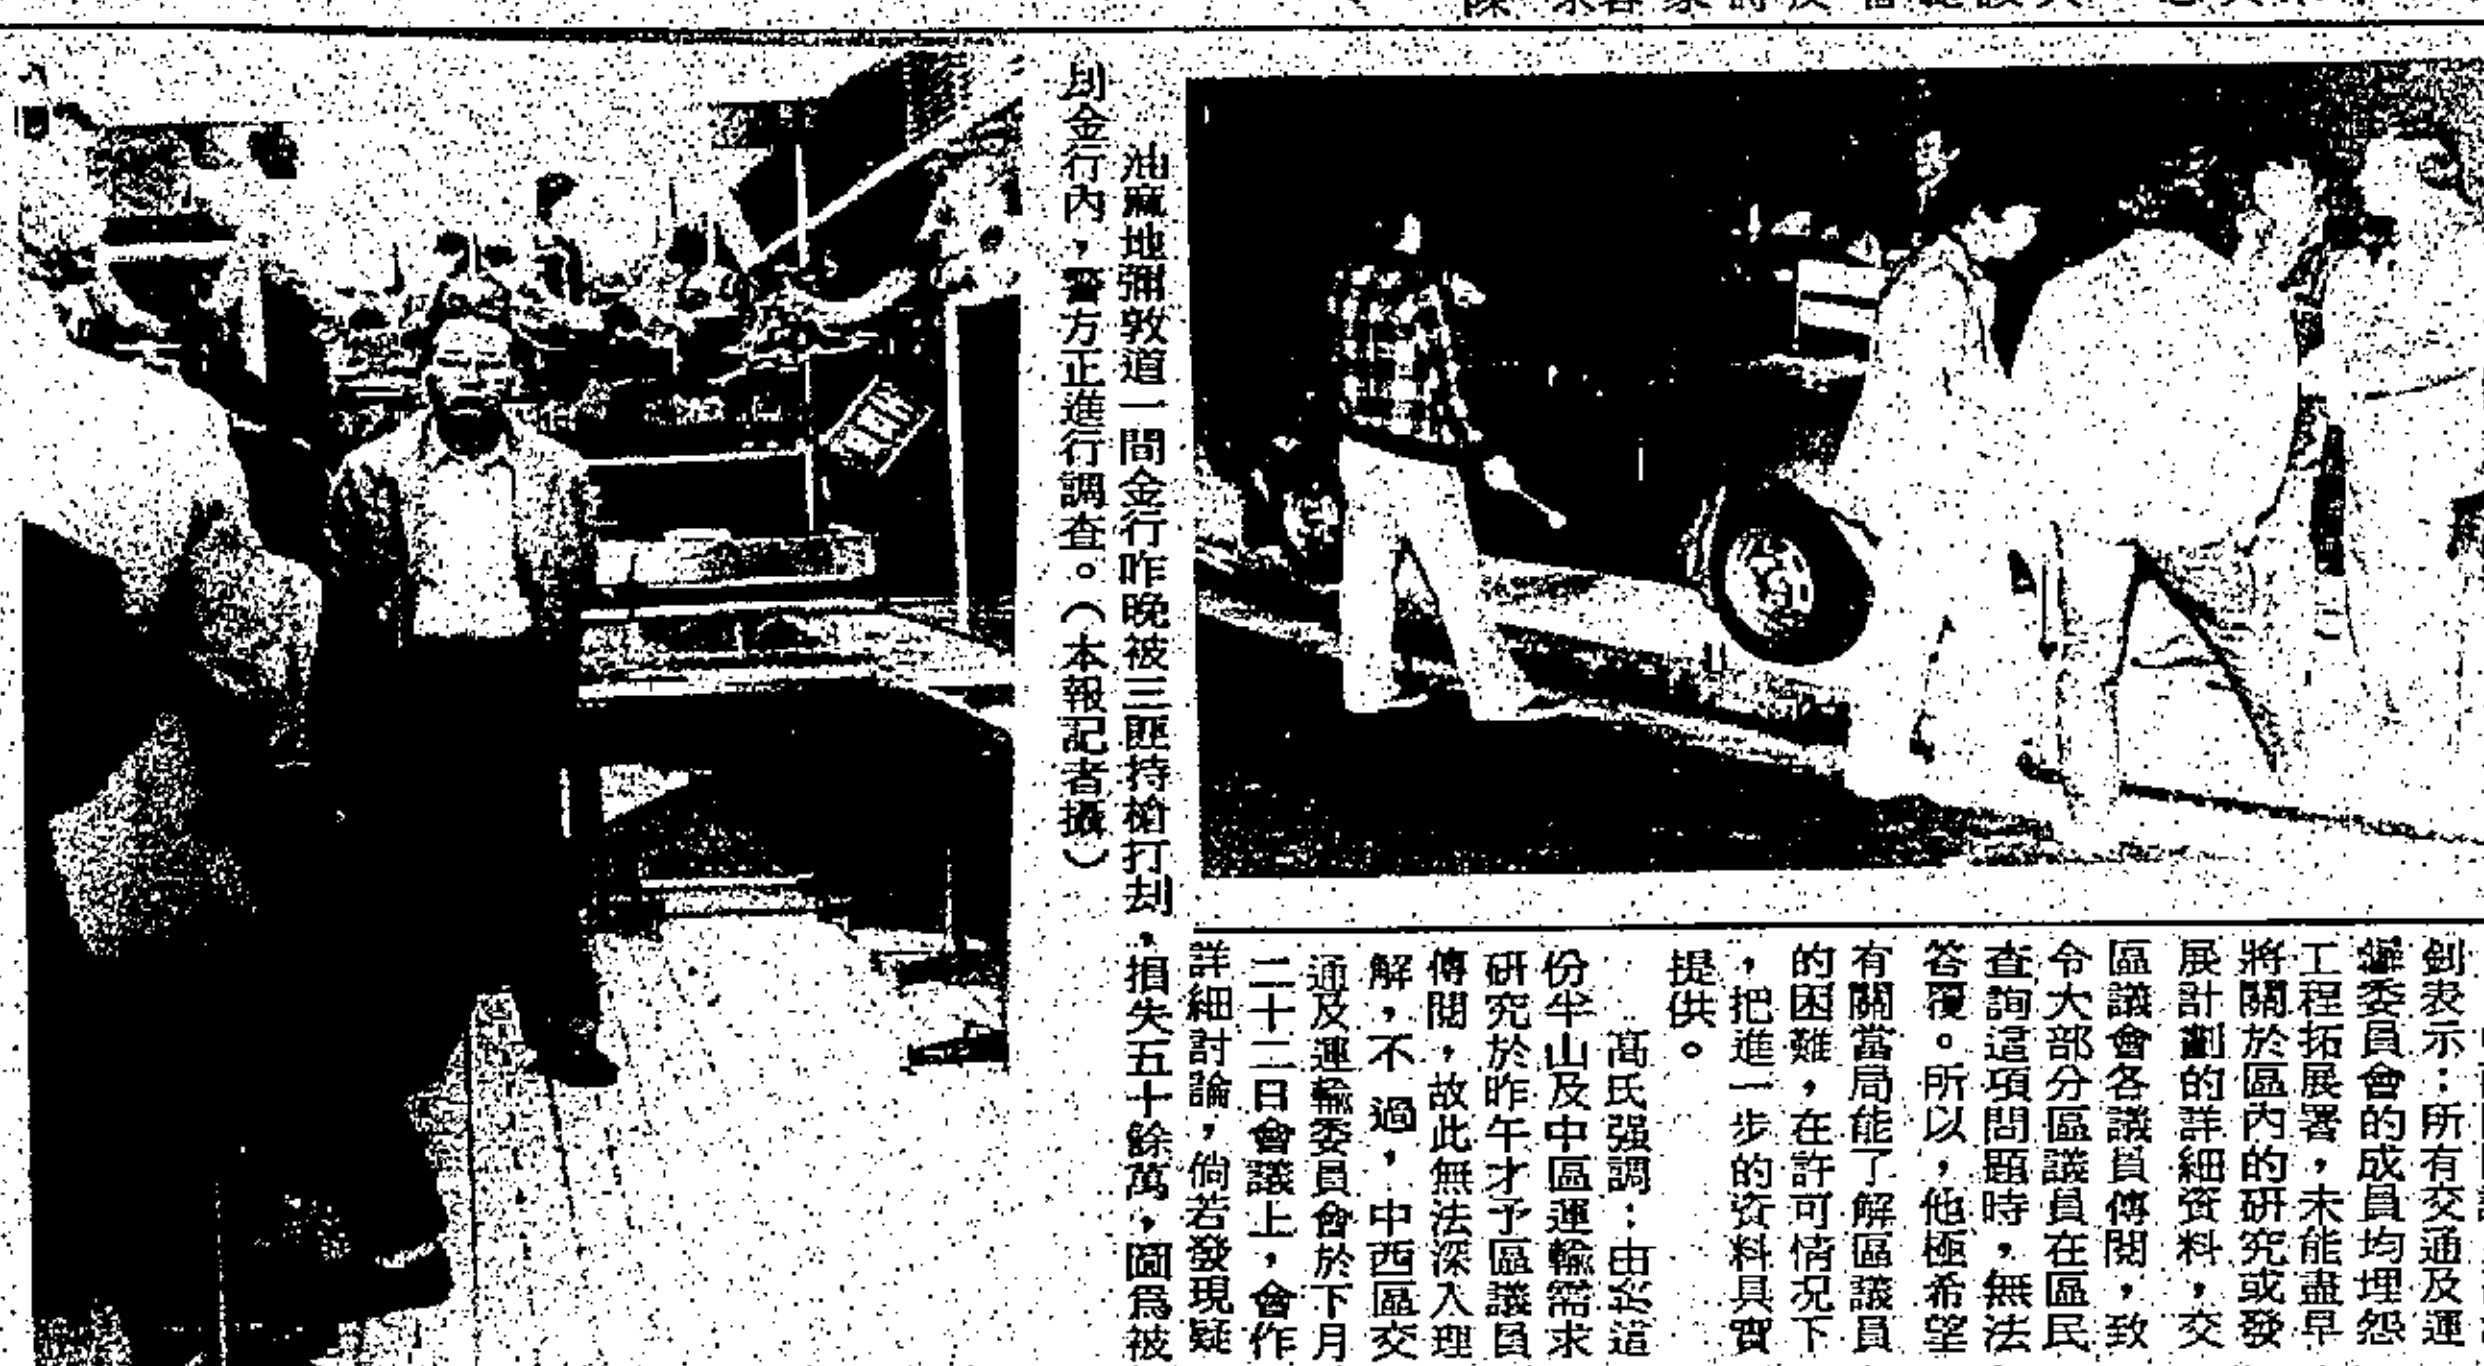 油蔴地彌敦道一間金行昨晚被三匪持槍打刦，損失五十餘萬，圖爲被
刦金行內，警方正進行調查。（本報記者攝）
釗表示：所有交通及運
輸委員會的成員均埋怨
工程拓展署，未能盡早
將關於區內的研究或發
展計劃的詳細資料，交
區議會各議員傳閱，致
令大部分區議員在區民
查詢這項問題時，無法
答覆。所以，他極希望
有關當局能了解區議員
的困難，在許可情况下
，把進一步的資料具實
提供。
高氏强調：由於這
份半山及中區運輸需求
研究於昨午才予區議員
傳閱，故此無法深入理
解，不過，中西區交
通及運輸委員會於下月
二十二日會議上，會作
詳細討論，倘若發現疑